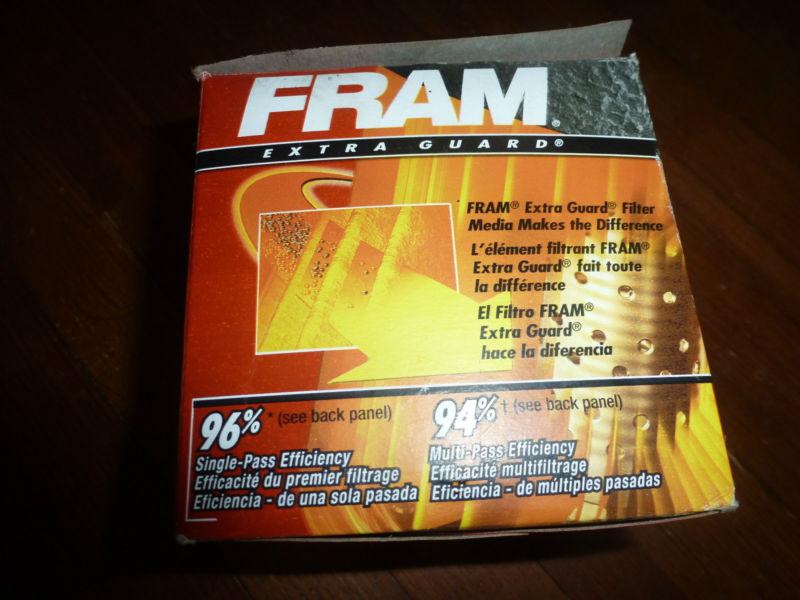 FRAM®
EXTRA GUARD®
FRAM® Extra Guard® Filter
Media Makes the Difference
L'élément filtrant FRAM®
Extra Guard® fait toute
la différence
El Filtro FRAM®
Extra Guard®
hace la diferencia
96% * (see back panel)
Single-Pass Efficiency
Efficacité du premier filtrage
Eficiencia - de una sola pasada
94% † (see back panel)
Multi-Pass Efficiency
Efficacité multifiltrage
Eficiencia - de múltiples pasadas